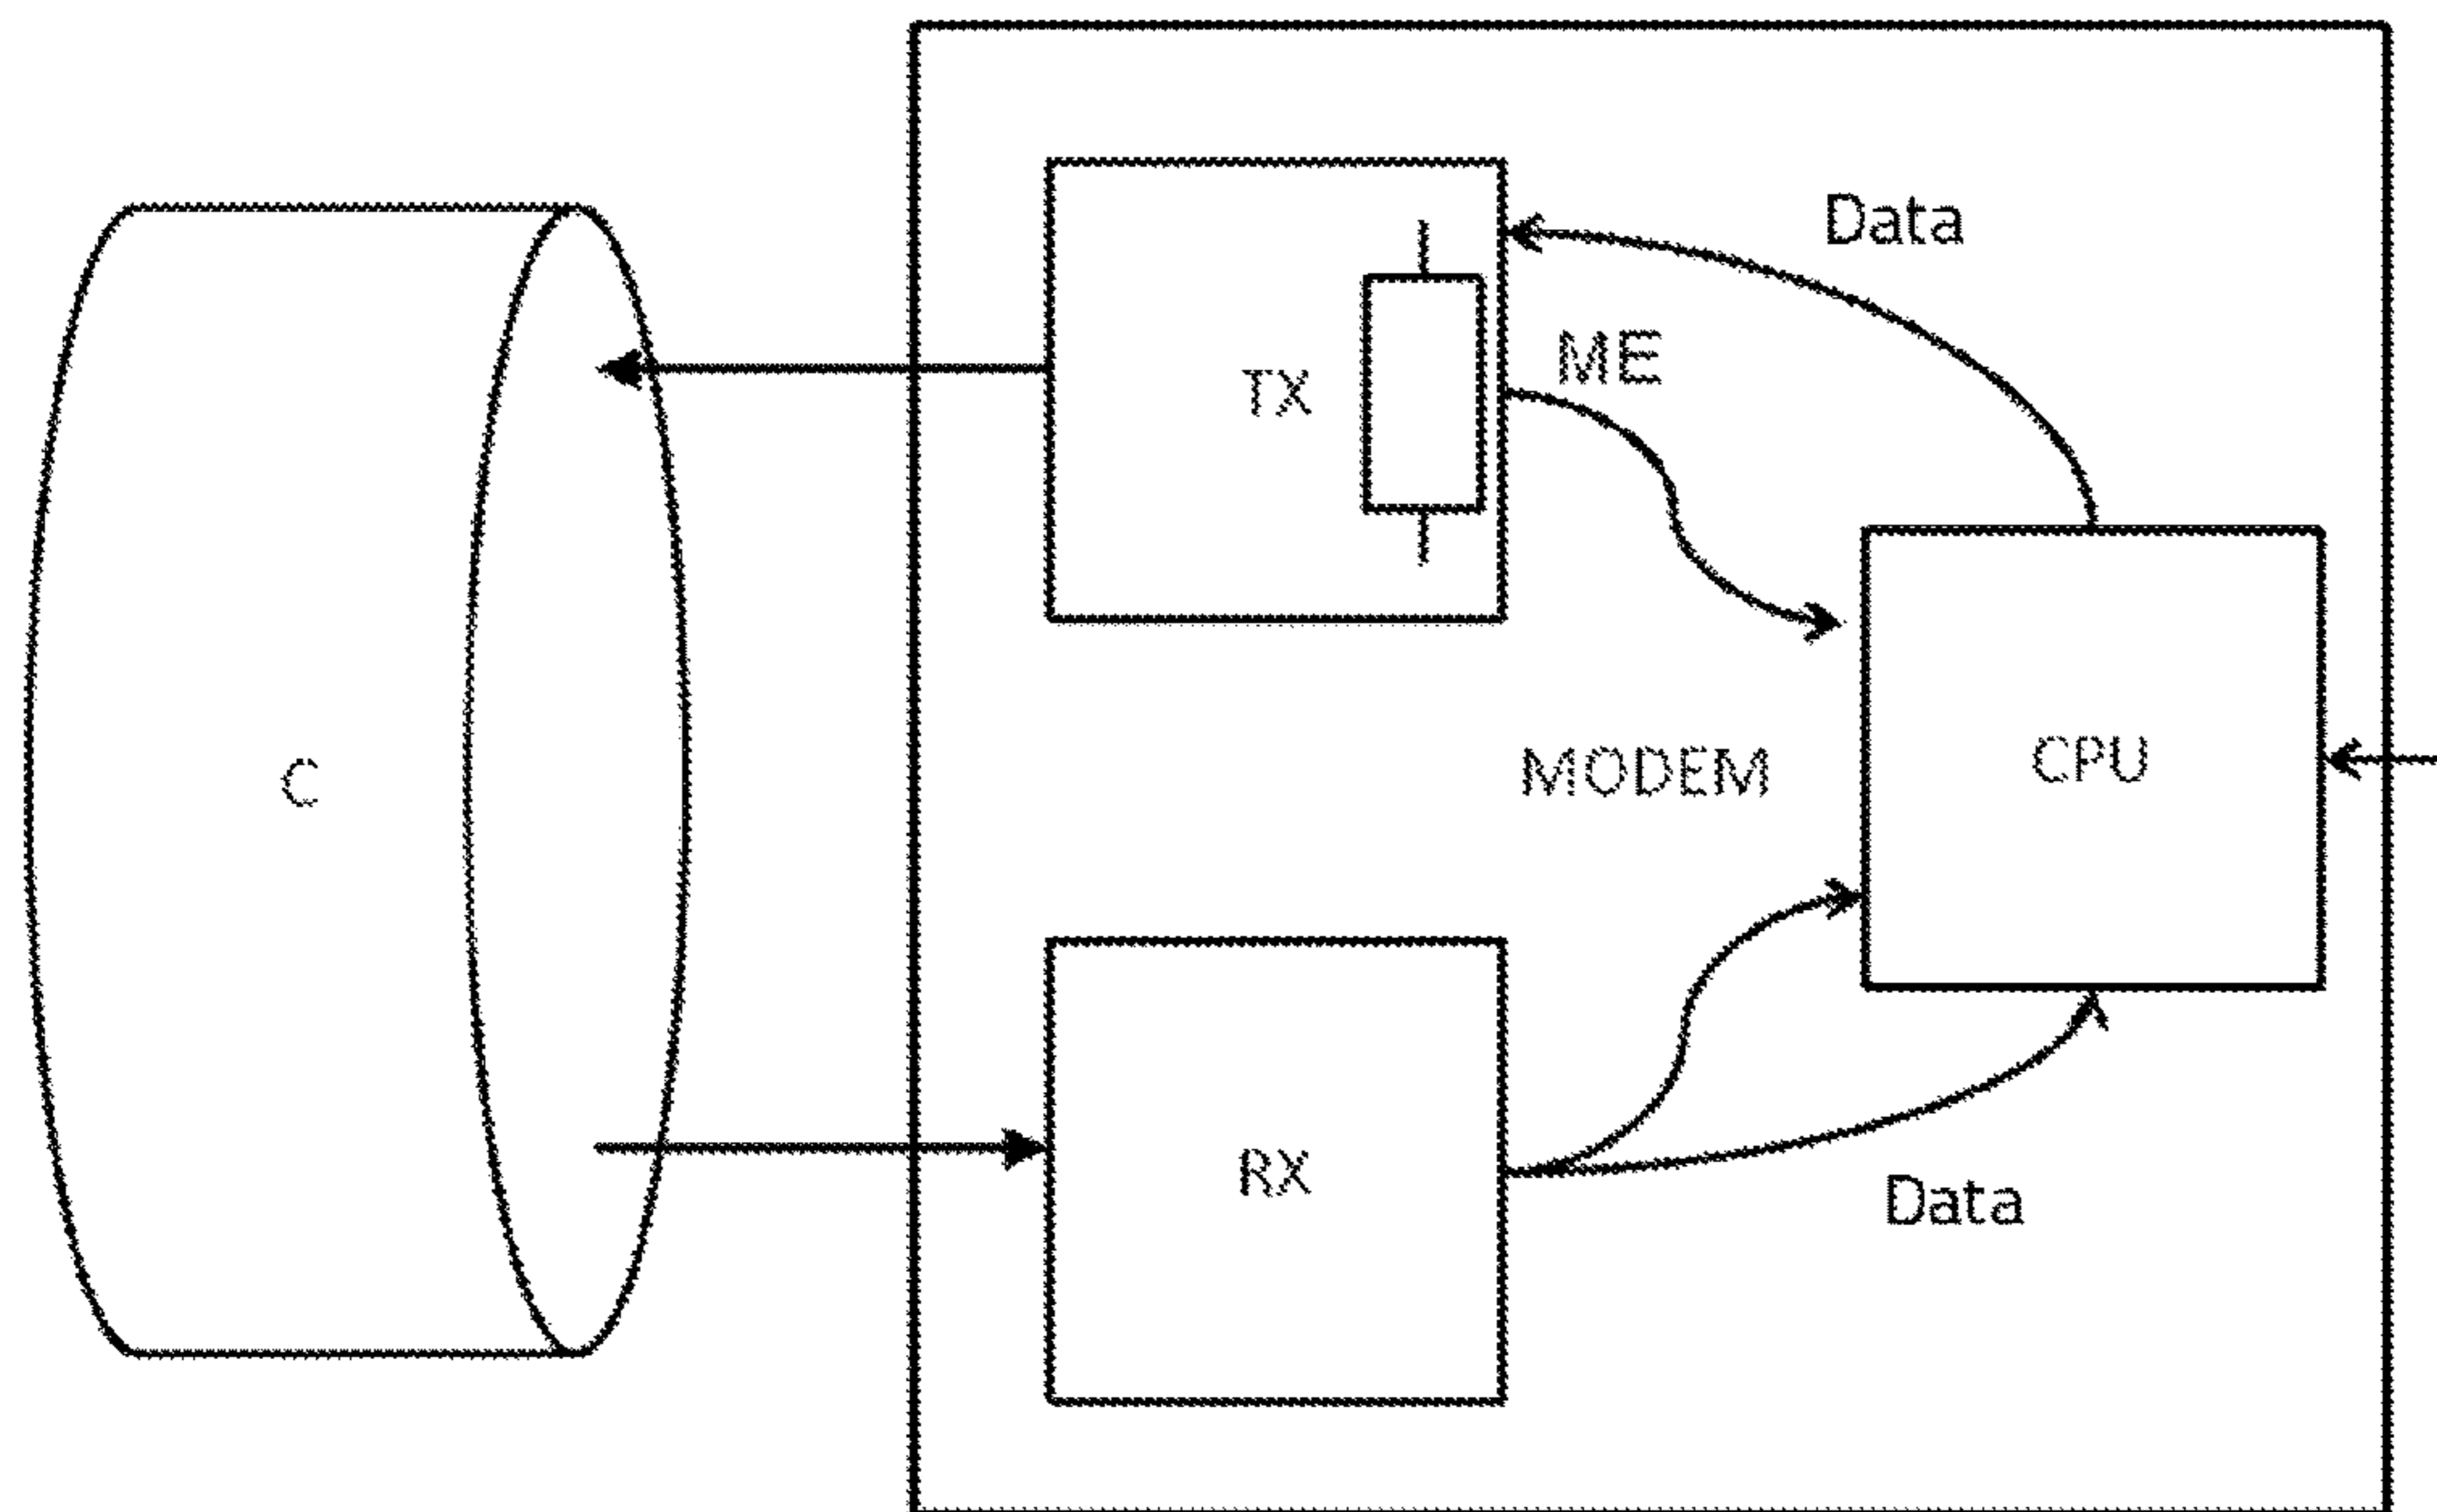 Data
ME
TX
C
MODEM
CPU
RX
Data